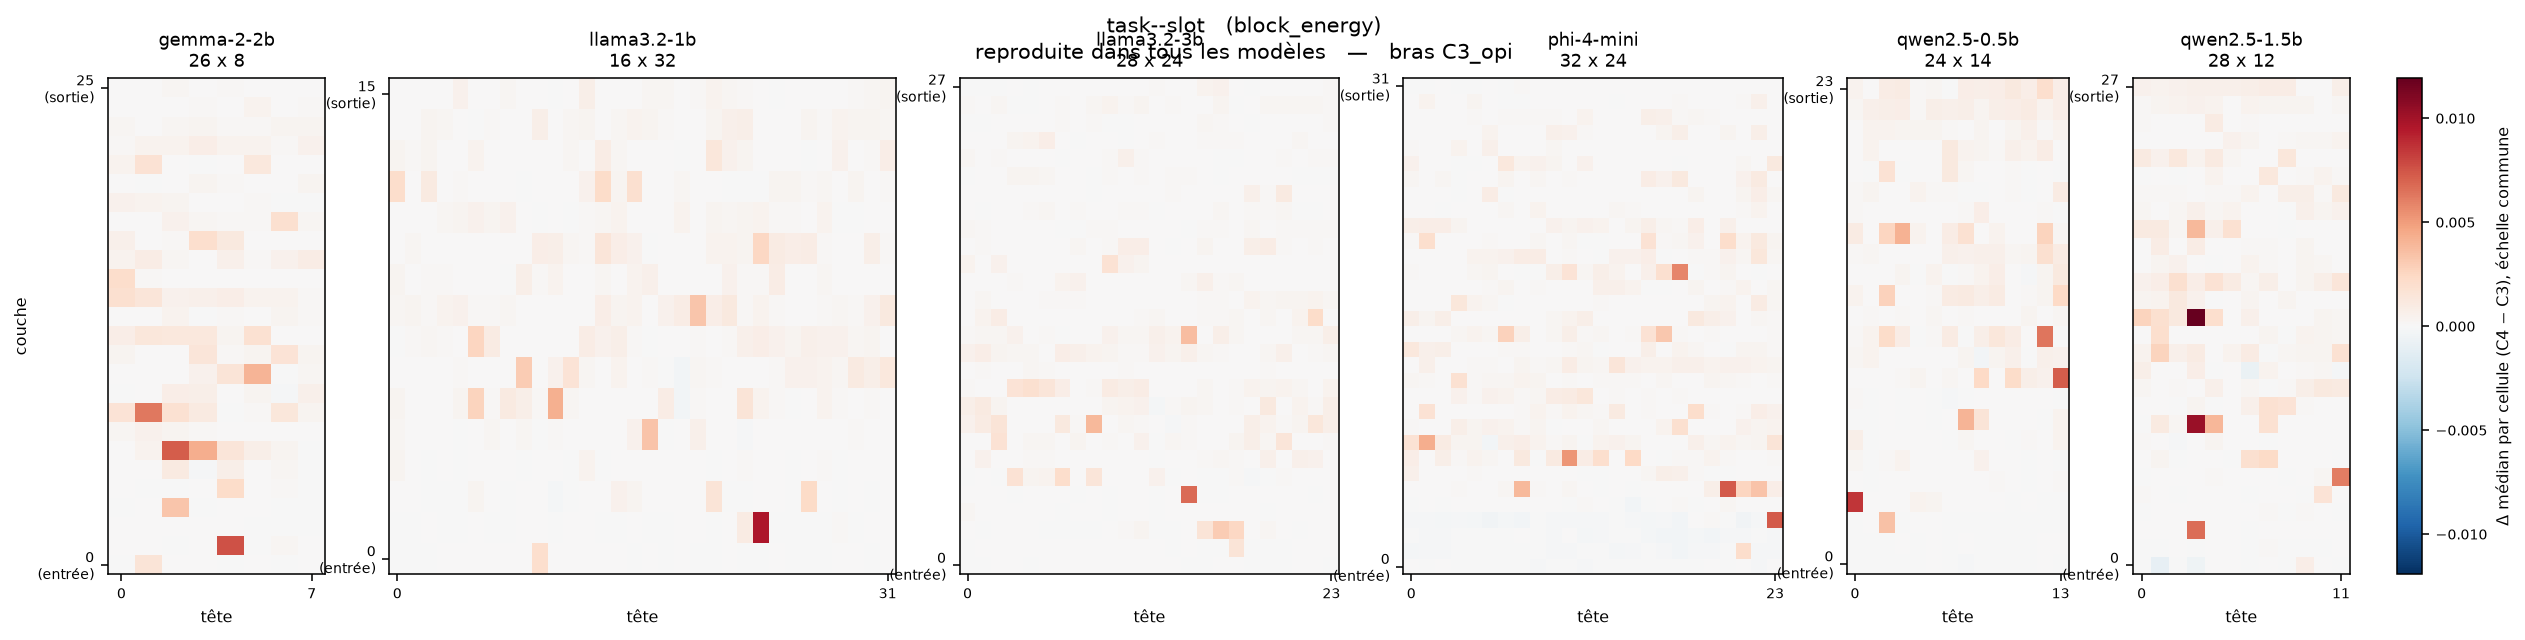 task--slot   (block_energy)
reproduite dans tous les modèles   —   bras C3_opi
gemma-2-2b
26 x 8
llama3.2-1b
16 x 32
llama3.2-3b
28 x 24
phi-4-mini
32 x 24
qwen2.5-0.5b
24 x 14
qwen2.5-1.5b
28 x 12
couche
25
(sortie)
0
(entrée)
0
7
tête
15
(sortie)
0
(entrée)
0
31
tête
27
(sortie)
0
(entrée)
0
23
tête
31
(sortie)
0
(entrée)
0
23
tête
23
(sortie)
0
(entrée)
0
13
tête
27
(sortie)
0
(entrée)
0
11
tête
0.010
0.005
0.000
−0.005
−0.010
Δ médian par cellule (C4 − C3), échelle commune